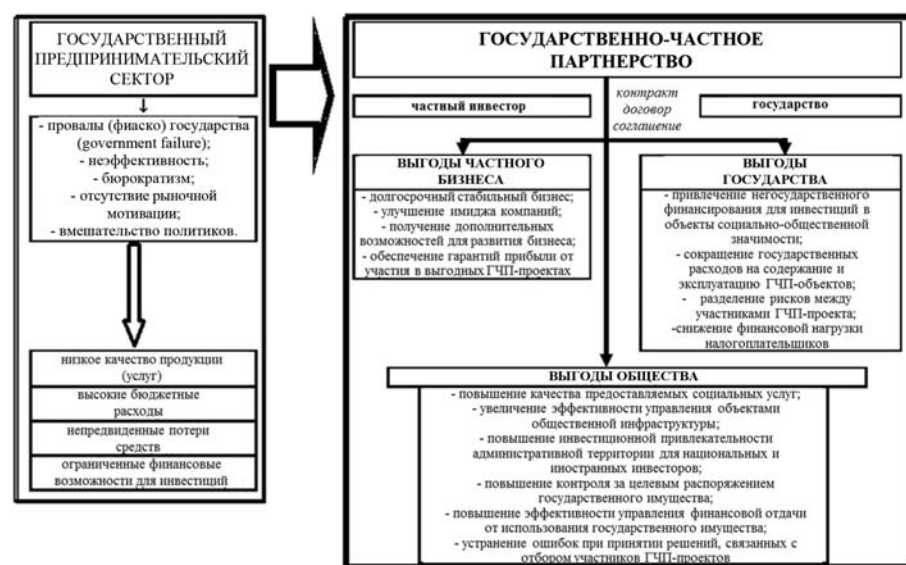 ГОСУДАРСТВЕННЫЙ
ПРЕДПРИНИМАТЕЛЬСКИЙ
СЕКТОР
- провалы (фиаско) государства
(government failure);
- неэффективность;
- бюрократизм;
- отсутствие рыночной
мотивации;
- вмешательство политиков.
низкое качество продукции
(услуг)
высокие бюджетные
расходы
непредвиденные потери
средств
ограниченные финансовые
возможности для инвестиций
ГОСУДАРСТВЕННО-ЧАСТНОЕ
ПАРТНЕРСТВО
частный инвестор
контракт
договор
соглашение
государство
ВЫГОДЫ ЧАСТНОГО
БИЗНЕСА
- долгосрочный стабильный бизнес;
- улучшение имиджа компаний;
- получение дополнительных
возможностей для развития бизнеса;
- обеспечение гарантий прибыли от
участия в выгодных ГЧП-проектах
ВЫГОДЫ
ГОСУДАРСТВА
- привлечение негосударственного
финансирования для инвестиций в
объекты социально-общественной
значимости;
- сокращение государственных
расходов на содержание и
эксплуатацию ГЧП-объектов;
- разделение рисков между
участниками ГЧП-проекта;
-снижение финансовой нагрузки
налогоплательщиков
ВЫГОДЫ ОБЩЕСТВА
- повышение качества предоставляемых социальных услуг;
- увеличение эффективности управления объектами
общественной инфраструктуры;
- повышение инвестиционной привлекательности
административной территории для национальных и
иностранных инвесторов;
- повышение контроля за целевым распоряжением
государственного имущества;
- повышение эффективности управления финансовой отдачи
от использования государственного имущества;
- устранение ошибок при принятии решений, связанных с
отбором участников ГЧП-проектов